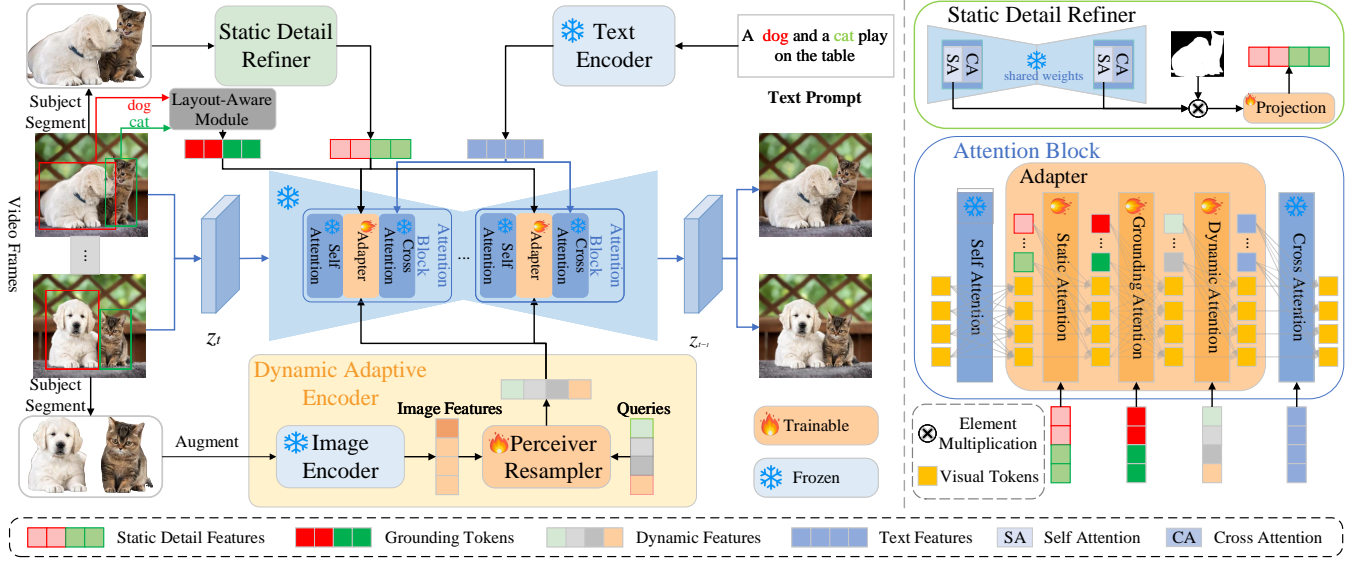 Static Detail
Refiner
Text
Encoder
A dog and a cat play
on the table
Text Prompt
Subject
Segment
dog
cat
Layout-Aware
Module
Video Frames
...
Self
Attention
Adapter
Cross
Attention
Attention
Block
...
Self
Attention
Adapter
Cross
Attention
Attention
Block
Zt
Zt−1
Subject
Segment
Augment
Dynamic Adaptive
Encoder
Image
Encoder
Image Features
Perceiver
Resampler
Queries
Trainable
Frozen
Static Detail Refiner
SA
CA
shared weights
SA
CA
Projection
Attention Block
Adapter
Self Attention
Static Attention
Grounding Attention
Dynamic Attention
Cross Attention
...
...
...
...
Element
Multiplication
Visual Tokens
Static Detail Features
Grounding Tokens
Dynamic Features
Text Features
SA
Self Attention
CA
Cross Attention